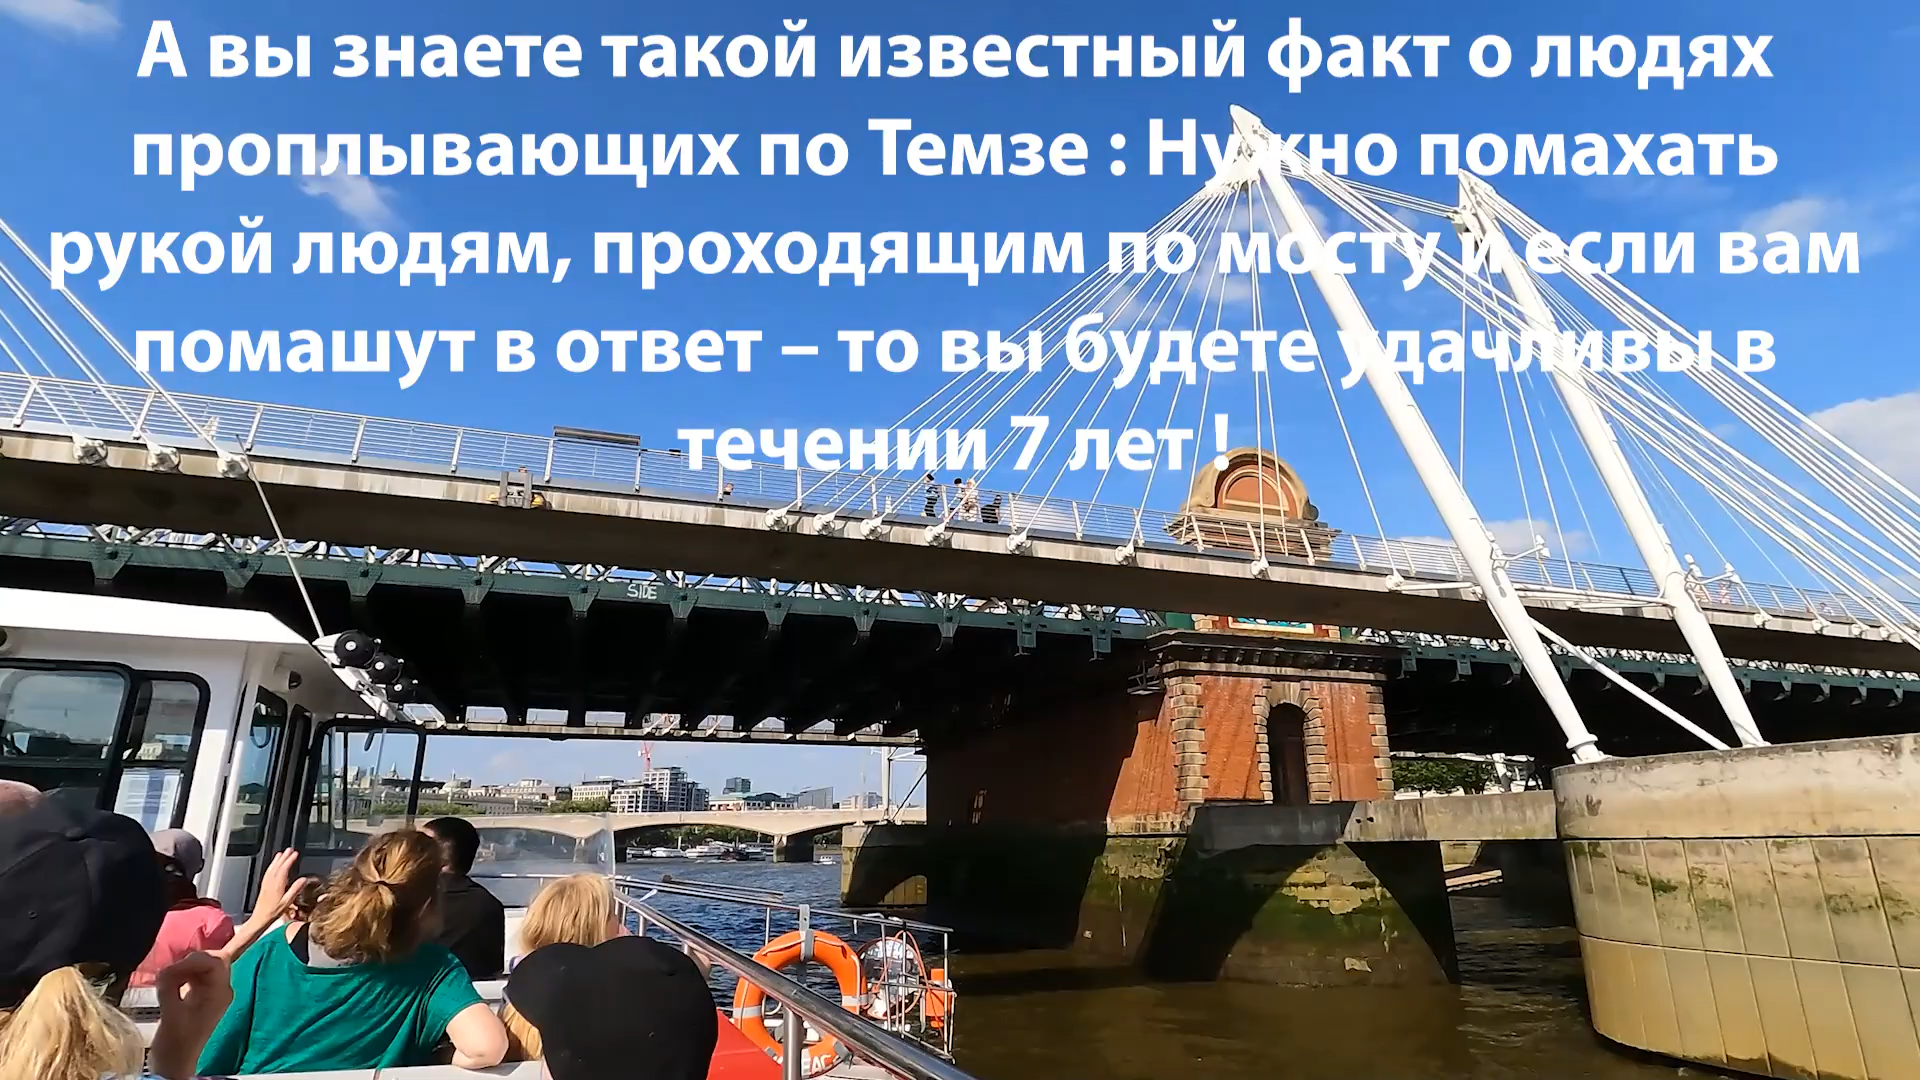 А вы знаете такой известный факт о людях
проплывающих по Темзе : Нужно помахать
рукой людям, проходящим по мосту и если вам
помашут в ответ – то вы будете удачливы в
течении 7 лет !
SIDE